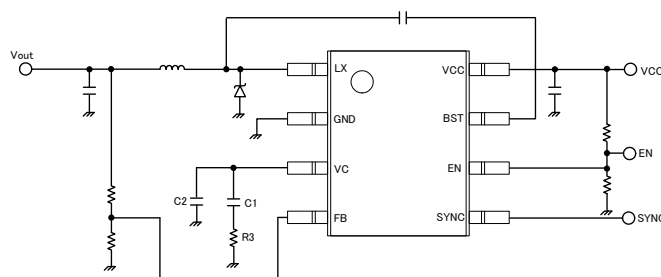 Vout
LX
VCC
VCC
GND
BST
EN
VC
EN
C2
C1
FB
SYNC
SYNC
R3